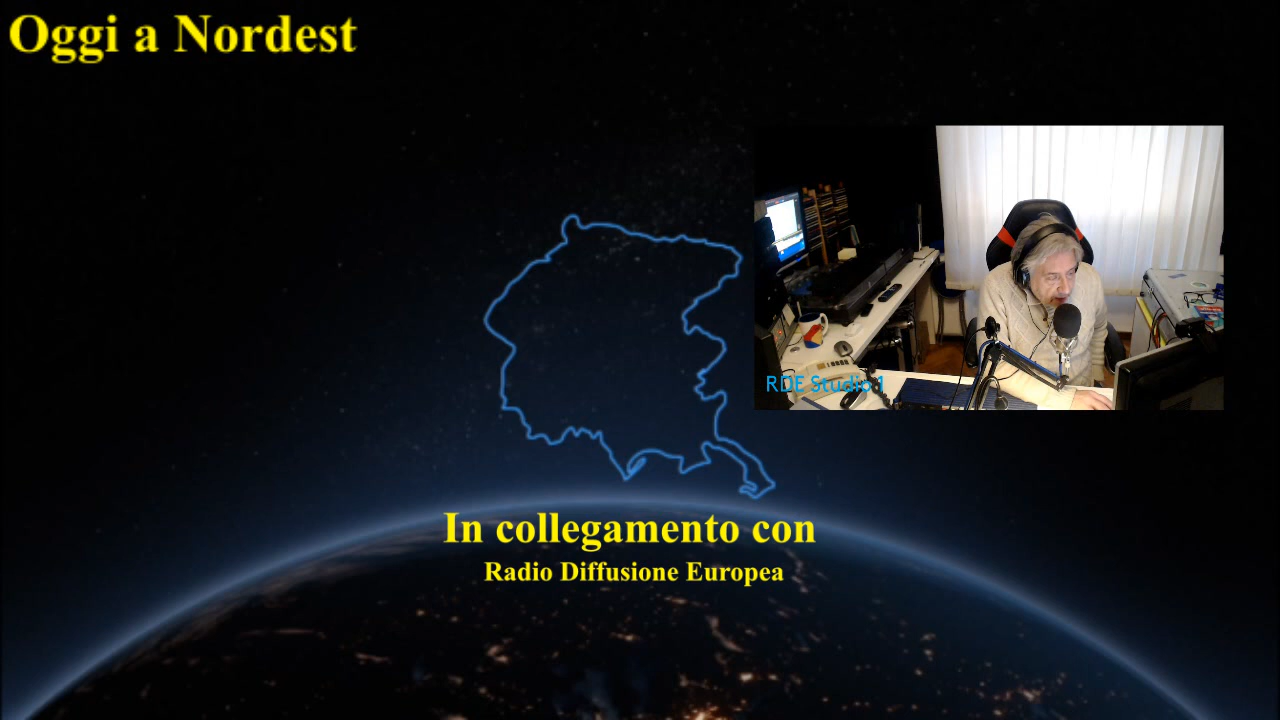 Oggi a Nordest
RDE Studio 1
In collegamento con
Radio Diffusione Europea